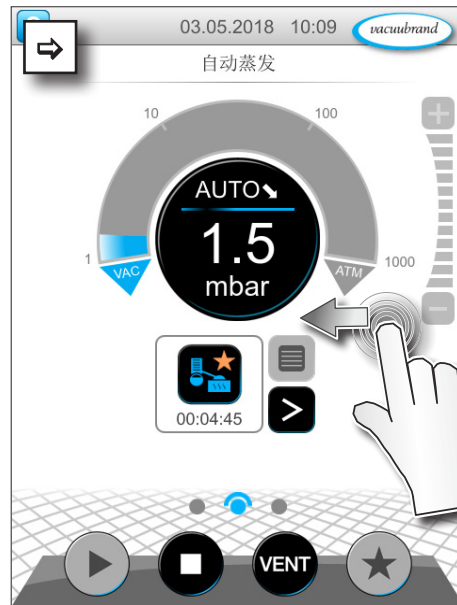 03.05.2018 10:09 vacuubrand
自动蒸发
10 100
AUTO
1.5
mbar
1 1000
VAC ATM
00:04:45
VENT